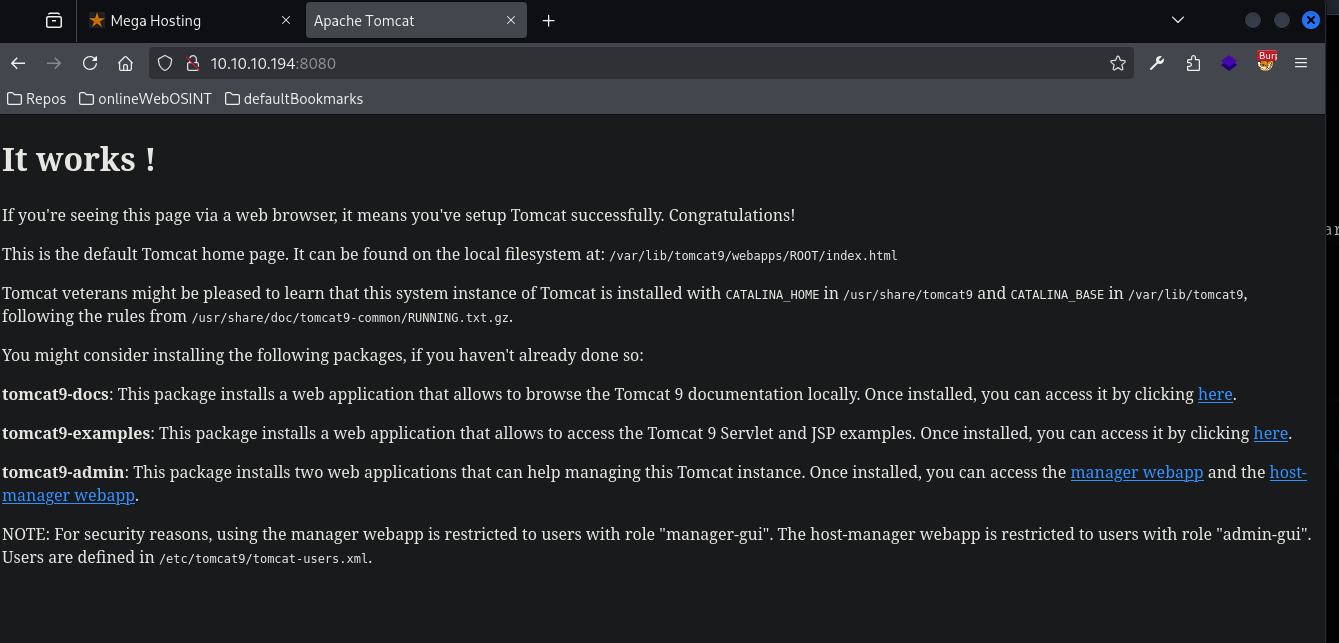 Mega Hosting
Apache Tomcat
10.10.10.194:8080
Burp
Repos
onlineWebOSINT
defaultBookmarks
It works !
If you're seeing this page via a web browser, it means you've setup Tomcat successfully. Congratulations!
This is the default Tomcat home page. It can be found on the local filesystem at: /var/lib/tomcat9/webapps/ROOT/index.html
Tomcat veterans might be pleased to learn that this system instance of Tomcat is installed with CATALINA_HOME in /usr/share/tomcat9 and CATALINA_BASE in /var/lib/tomcat9,
following the rules from /usr/share/doc/tomcat9-common/RUNNING.txt.gz.
You might consider installing the following packages, if you haven't already done so:
tomcat9-docs: This package installs a web application that allows to browse the Tomcat 9 documentation locally. Once installed, you can access it by clicking here.
tomcat9-examples: This package installs a web application that allows to access the Tomcat 9 Servlet and JSP examples. Once installed, you can access it by clicking here.
tomcat9-admin: This package installs two web applications that can help managing this Tomcat instance. Once installed, you can access the manager webapp and the host-
manager webapp.
NOTE: For security reasons, using the manager webapp is restricted to users with role "manager-gui". The host-manager webapp is restricted to users with role "admin-gui".
Users are defined in /etc/tomcat9/tomcat-users.xml.